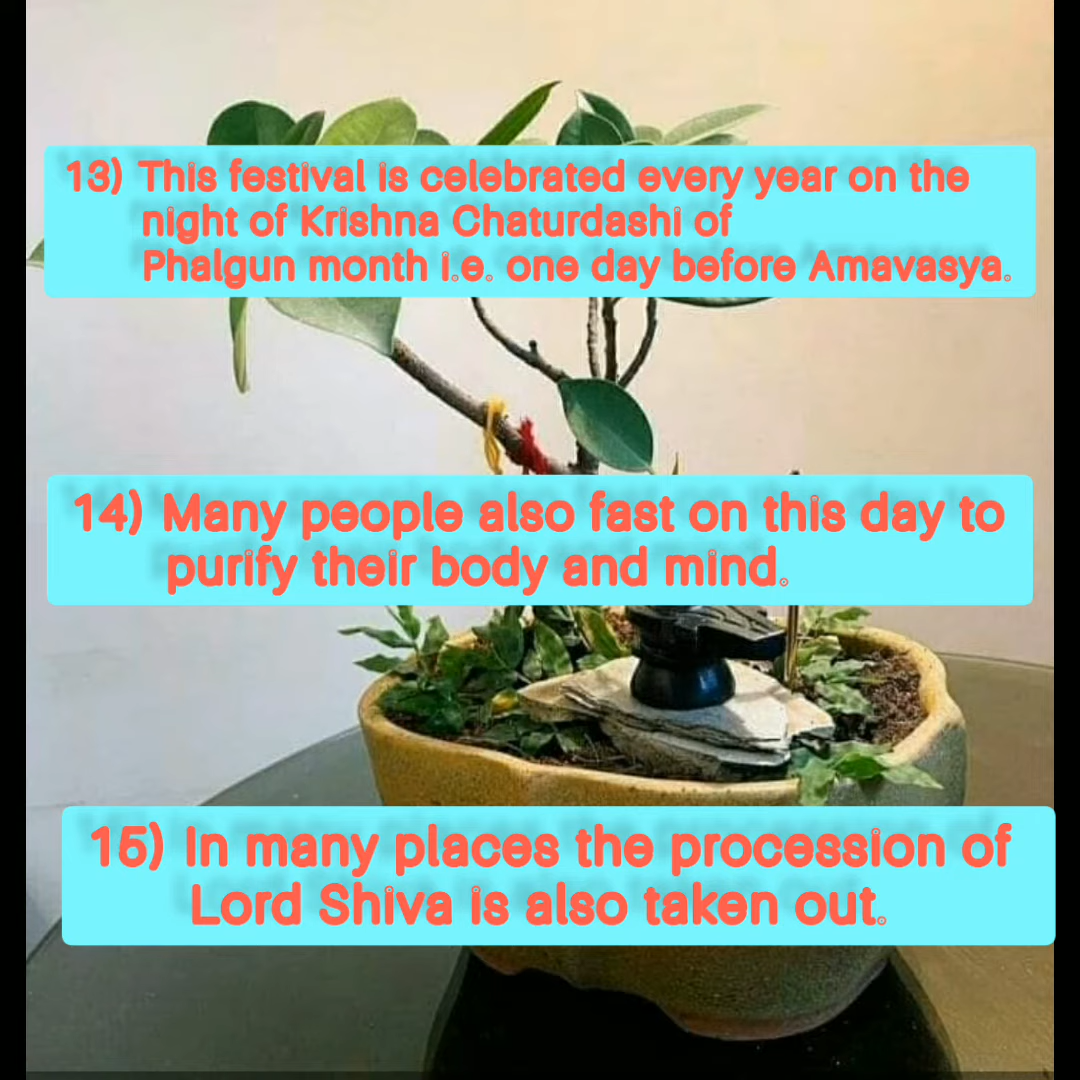 13) This festival is celebrated every year on the
night of Krishna Chaturdashi of
Phalgun month i.e. one day before Amavasya.
14) Many people also fast on this day to
purify their body and mind.
15) In many places the procession of
Lord Shiva is also taken out.